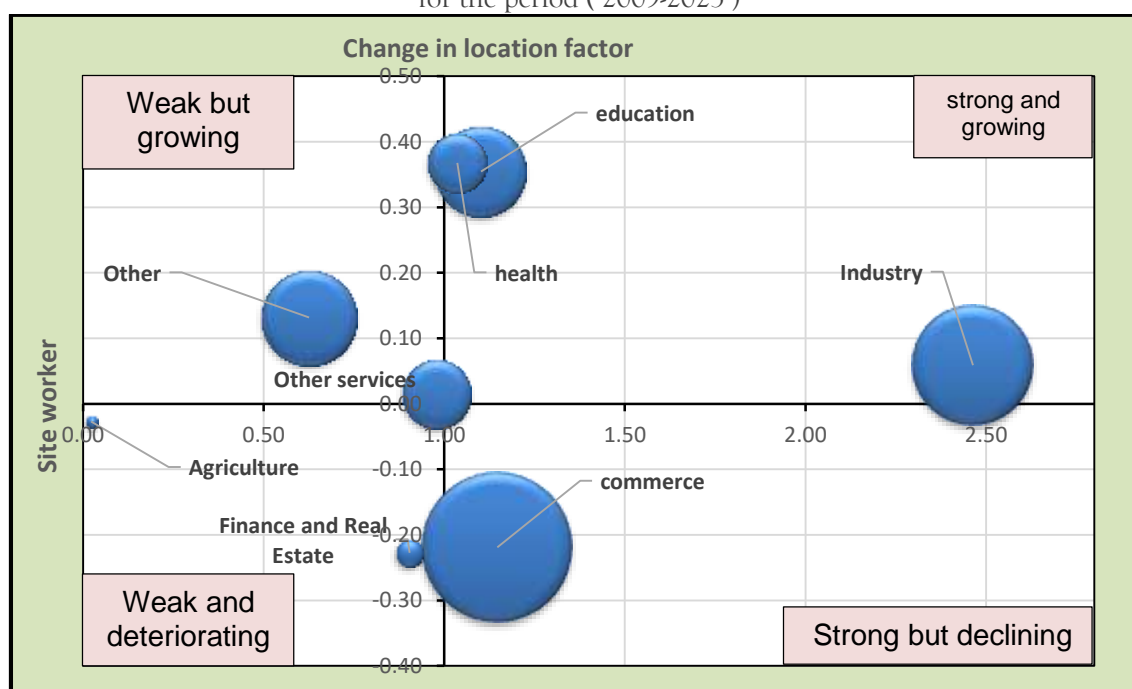 for the period ( 2009-2023 )
Change in location factor
Weak but
growing
strong and
growing
0.50
0.40
0.30
0.20
0.10
0.00
-0.10
-0.20
-0.30
-0.40
education
health
Other
Industry
Other services
0.00
0.50
1.00
1.50
2.00
2.50
Site worker
Agriculture
commerce
Finance and Real
Estate
Weak and
deteriorating
Strong but declining